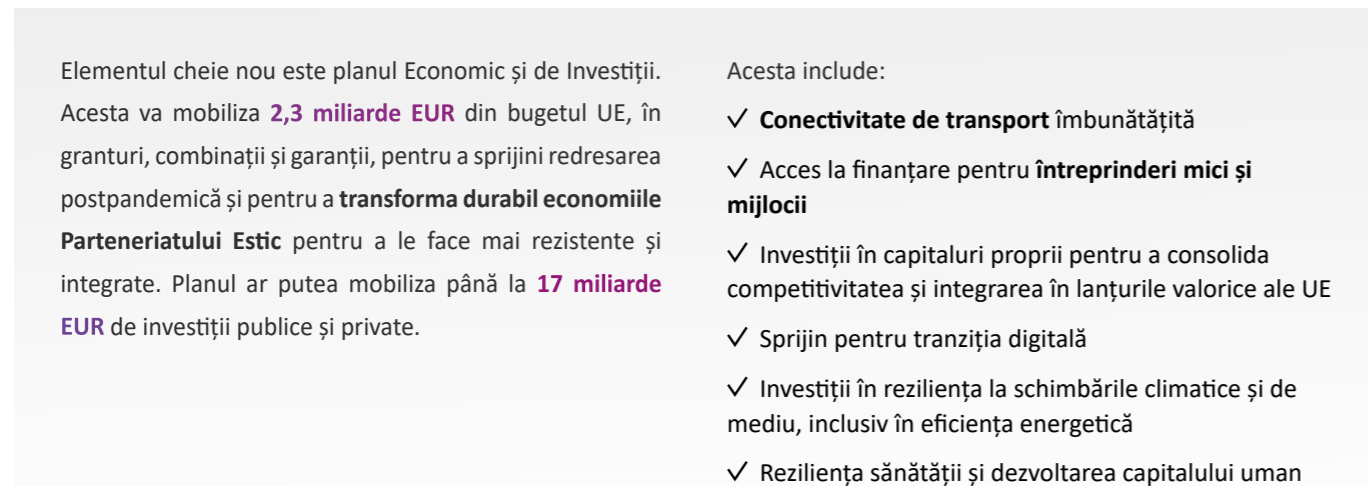 Elementul cheie nou este planul Economic și de Investiții.
Acesta va mobiliza 2,3 miliarde EUR din bugetul UE, în
granturi, combinații și garanții, pentru a sprijini redresarea
postpandemică și pentru a transforma durabil economiile
Parteneriatului Estic pentru a le face mai rezistente și
integrate. Planul ar putea mobiliza până la 17 miliarde
EUR de investiții publice și private.
Acesta include:
✓ Conectivitate de transport îmbunătățită
✓ Acces la finanțare pentru întreprinderi mici și
mijlocii
✓ Investiții în capitaluri proprii pentru a consolida
competitivitatea și integrarea în lanțurile valorice ale UE
✓ Sprijin pentru tranziția digitală
✓ Investiții în reziliența la schimbările climatice și de
mediu, inclusiv în eficiența energetică
✓ Reziliența sănătății și dezvoltarea capitalului uman